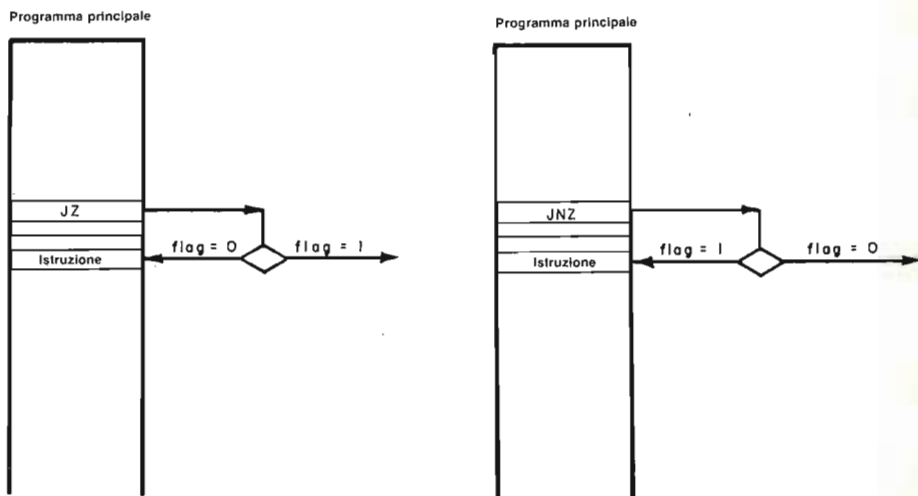 Programma principale
JZ
flag = 0
flag = 1
Istruzione
Programma principale
JNZ
flag = 1
flag = 0
Istruzione